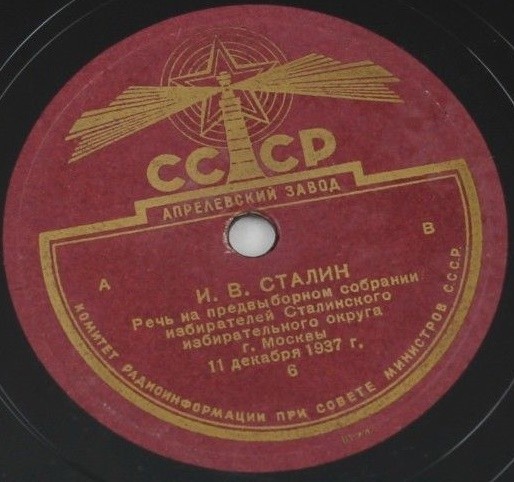 СССР
АПРЕЛЕВСКИЙ ЗАВОД
А
В
И. В. СТАЛИН
Речь на предвыборном собрании
избирателей Сталинского
избирательного округа
г. Москвы
11 декабря 1937 г.
6
КОМИТЕТ РАДИОИНФОРМАЦИИ ПРИ СОВЕТЕ МИНИСТРОВ СССР.